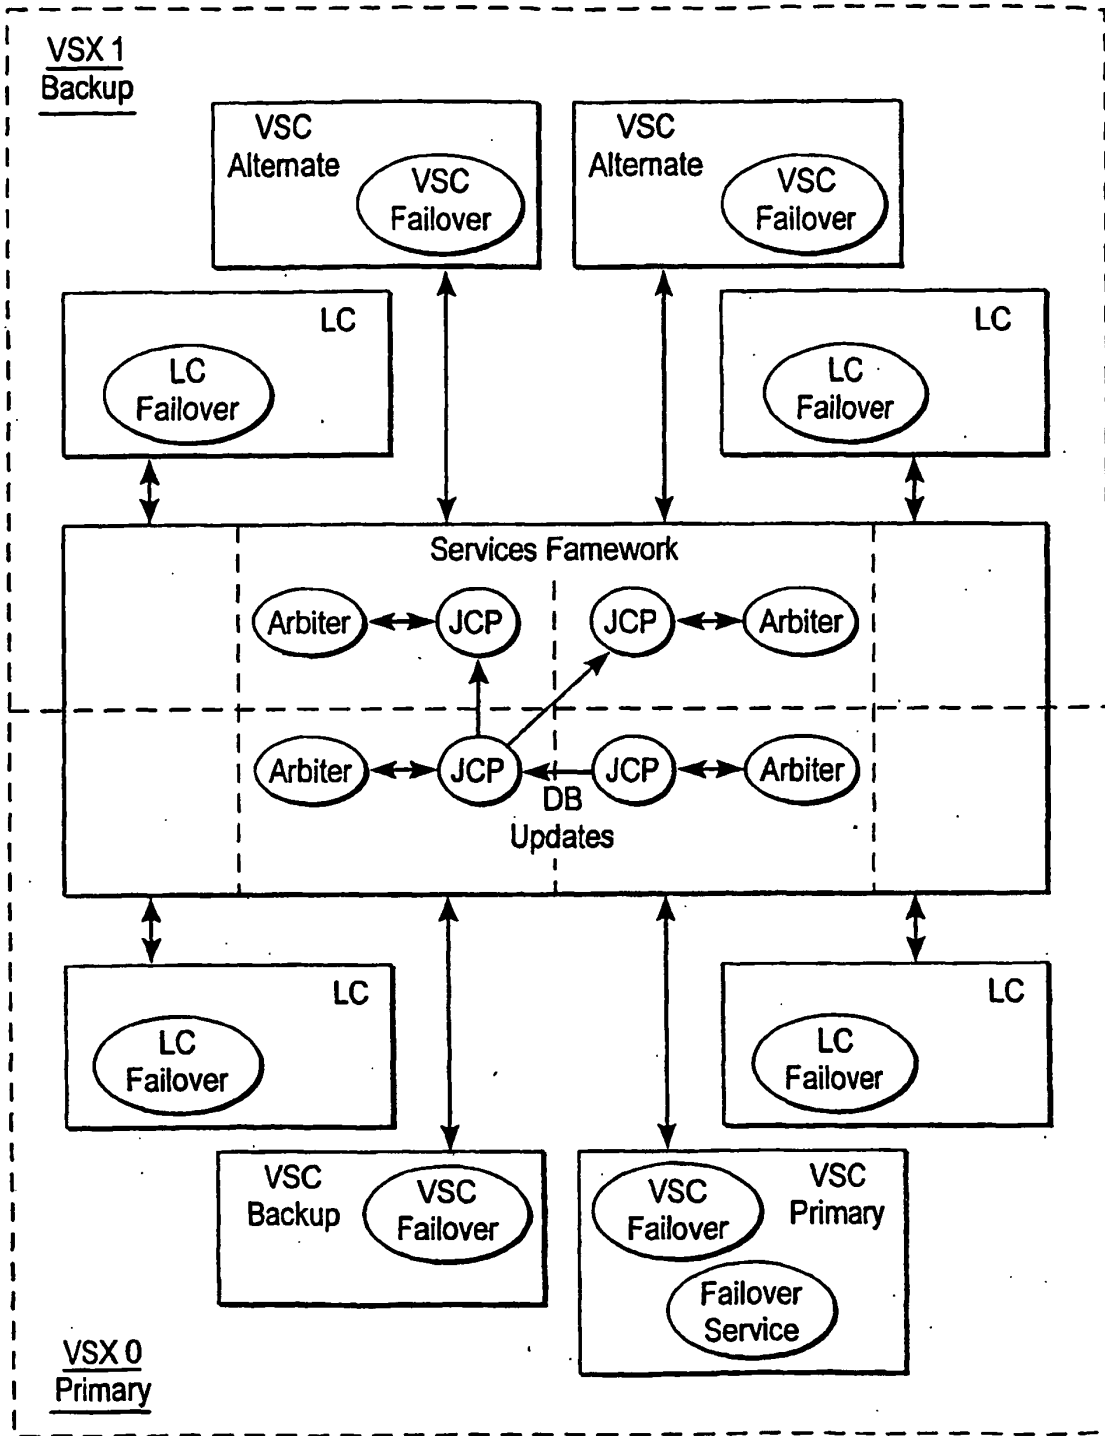 VSX 1
Backup
VSC
Alternate
VSC
Failover
VSC
Alternate
VSC
Failover
LC
LC
Failover
LC
LC
Failover
Services Famework
Arbiter
JCP
JCP
Arbiter
Arbiter
JCP
JCP
Arbiter
DB
Updates
LC
LC
Failover
LC
LC
Failover
VSC
Backup
VSC
Failover
VSC
Failover
VSC
Primary
Failover
Service
VSX 0
Primary